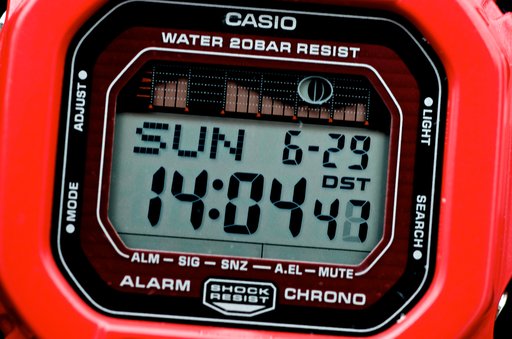 CASIO
WATER 20BAR RESIST
ADJUST
LIGHT
SUN 6-29
DST
14:04 47
MODE
SEARCH
ALM SIG SNZ A.EL MUTE
ALARM SHOCK RESIST CHRONO